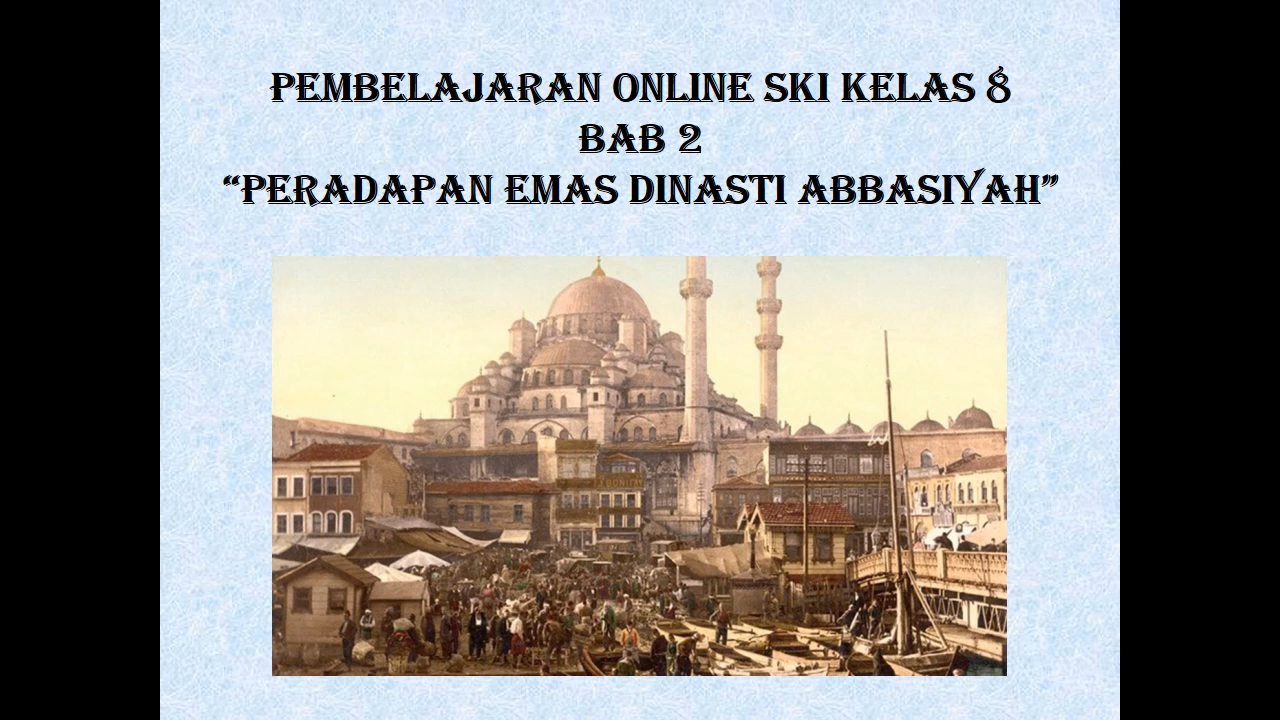 PEMBELAJARAN ONLINE SKI KELAS 8
BAB 2
“PERADAPAN EMAS DINASTI ABBASIYAH”